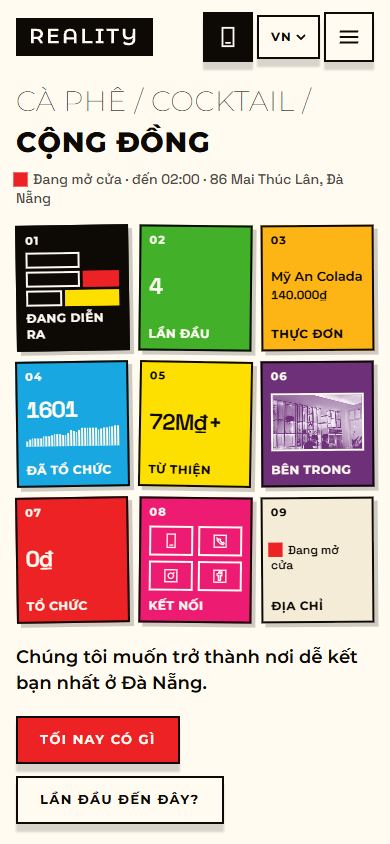 REALITY
VN
CÀ PHÊ / COCKTAIL /
CỘNG ĐỒNG
Đang mở cửa · đến 02:00 · 86 Mai Thúc Lân, Đà
Nẵng
01
ĐANG DIỄN
RA
02
4
LẦN ĐẦU
03
Mỹ An Colada
140.000₫
THỰC ĐƠN
04
1601
ĐÃ TỔ CHỨC
05
72M₫+
TỪ THIỆN
06
BÊN TRONG
07
0₫
TỔ CHỨC
08
KẾT NỐI
09
Đang mở
cửa
ĐỊA CHỈ
Chúng tôi muốn trở thành nơi dễ kết
bạn nhất ở Đà Nẵng.
TỐI NAY CÓ GÌ
LẦN ĐẦU ĐẾN ĐÂY?